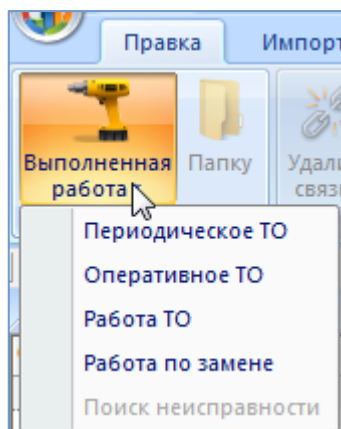 Правка Импорт
Выполненная Папку Удали
работа связ
Периодическое ТО
Оперативное ТО
Работа ТО
Работа по замене
Поиск неисправности